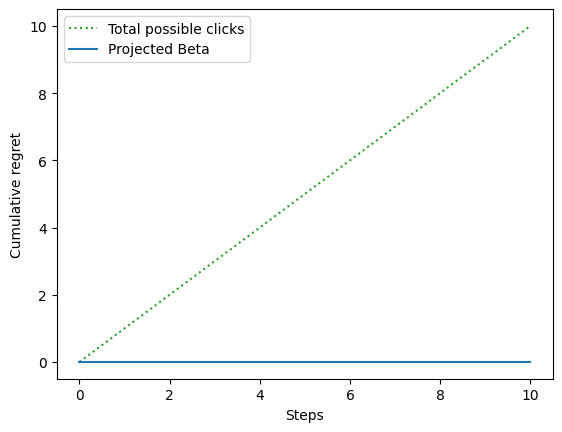 Total possible clicks
Projected Beta
10
8
6
4
2
0
Cumulative regret
0 2 4 6 8 10
Steps